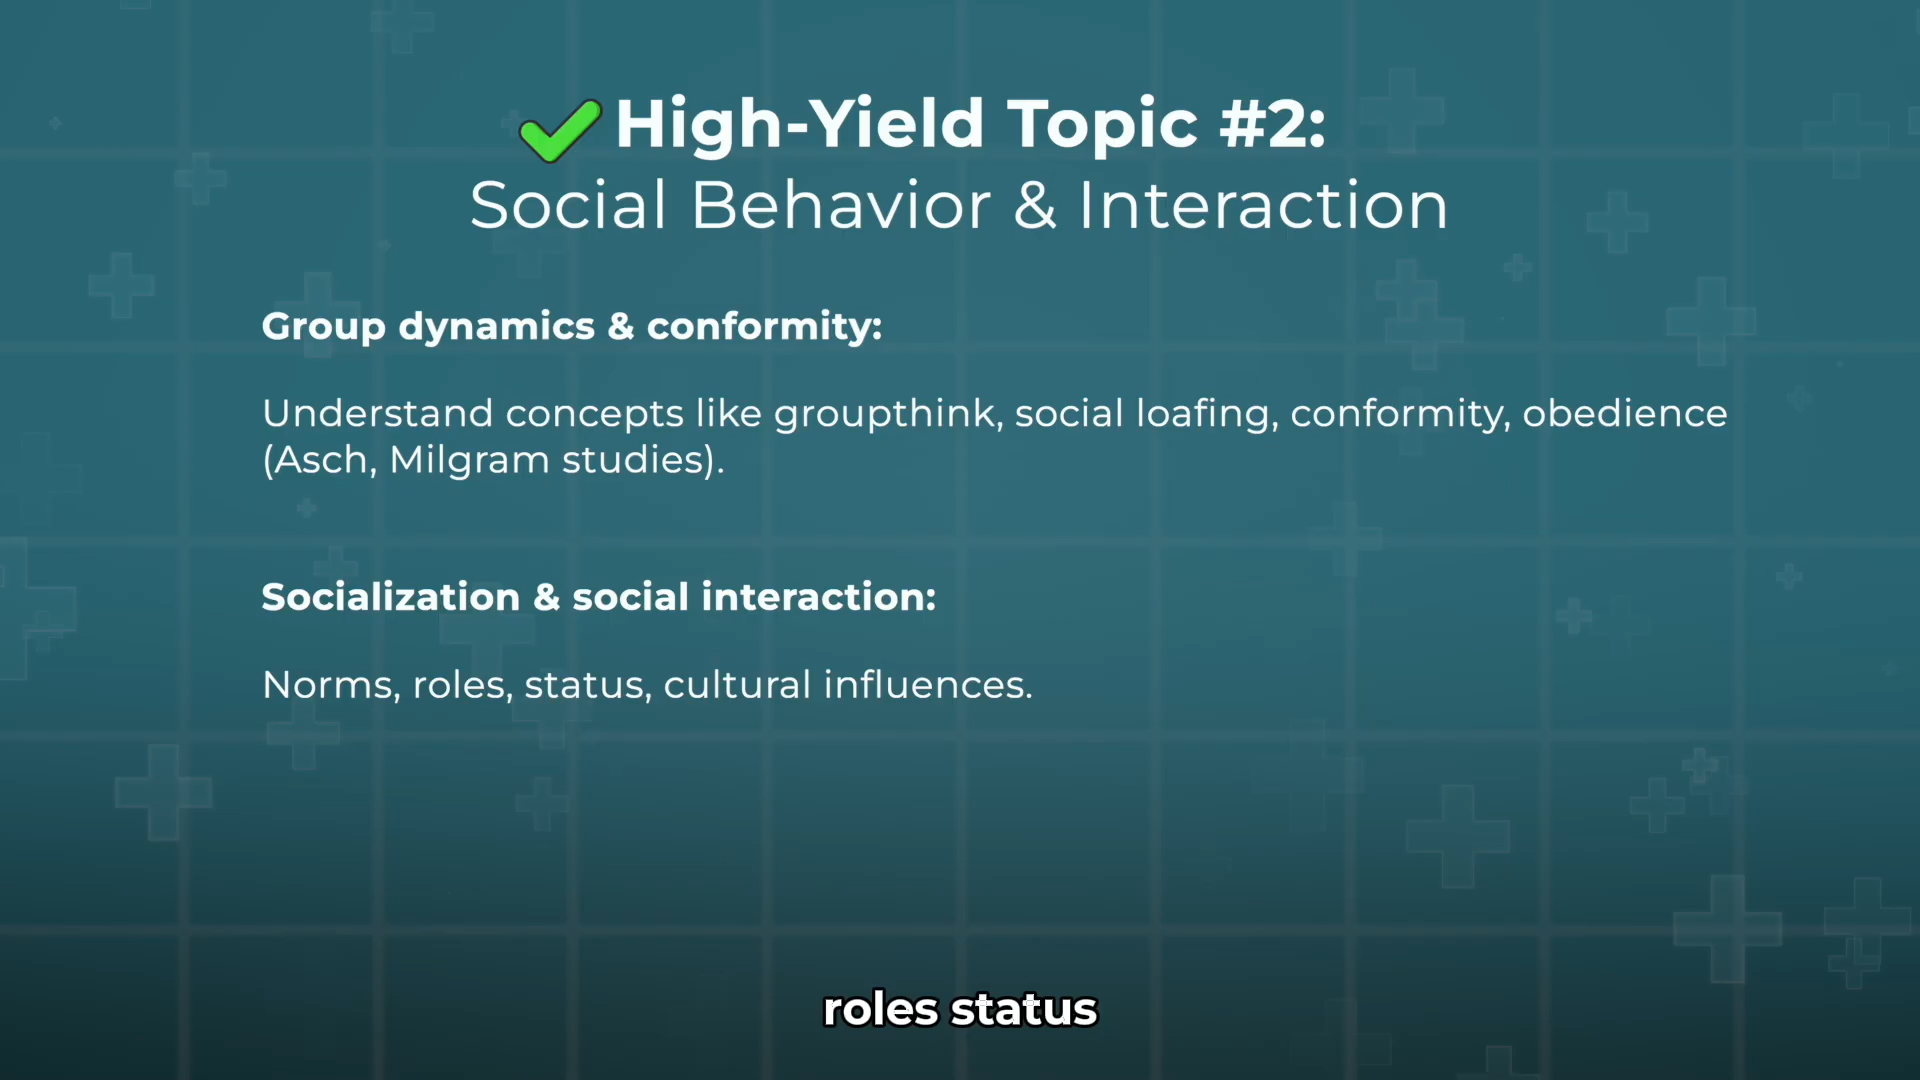 High-Yield Topic #2:
Social Behavior & Interaction
Group dynamics & conformity:
Understand concepts like groupthink, social loafing, conformity, obedience
(Asch, Milgram studies).
Socialization & social interaction:
Norms, roles, status, cultural influences.
roles status